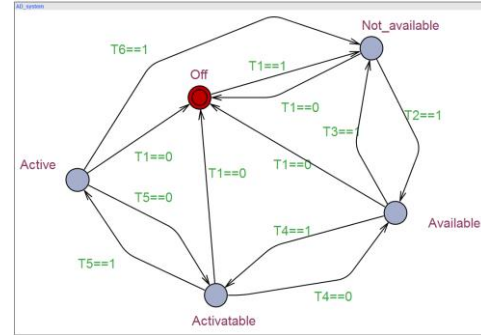 AD_system
Not_available
T6==1
Off
T1==1
T1==0
T2==1
T3==1
T1==0
T1==0
T1==0
Active
T5==0
Available
T4==1
T5==1
T4==0
Activatable